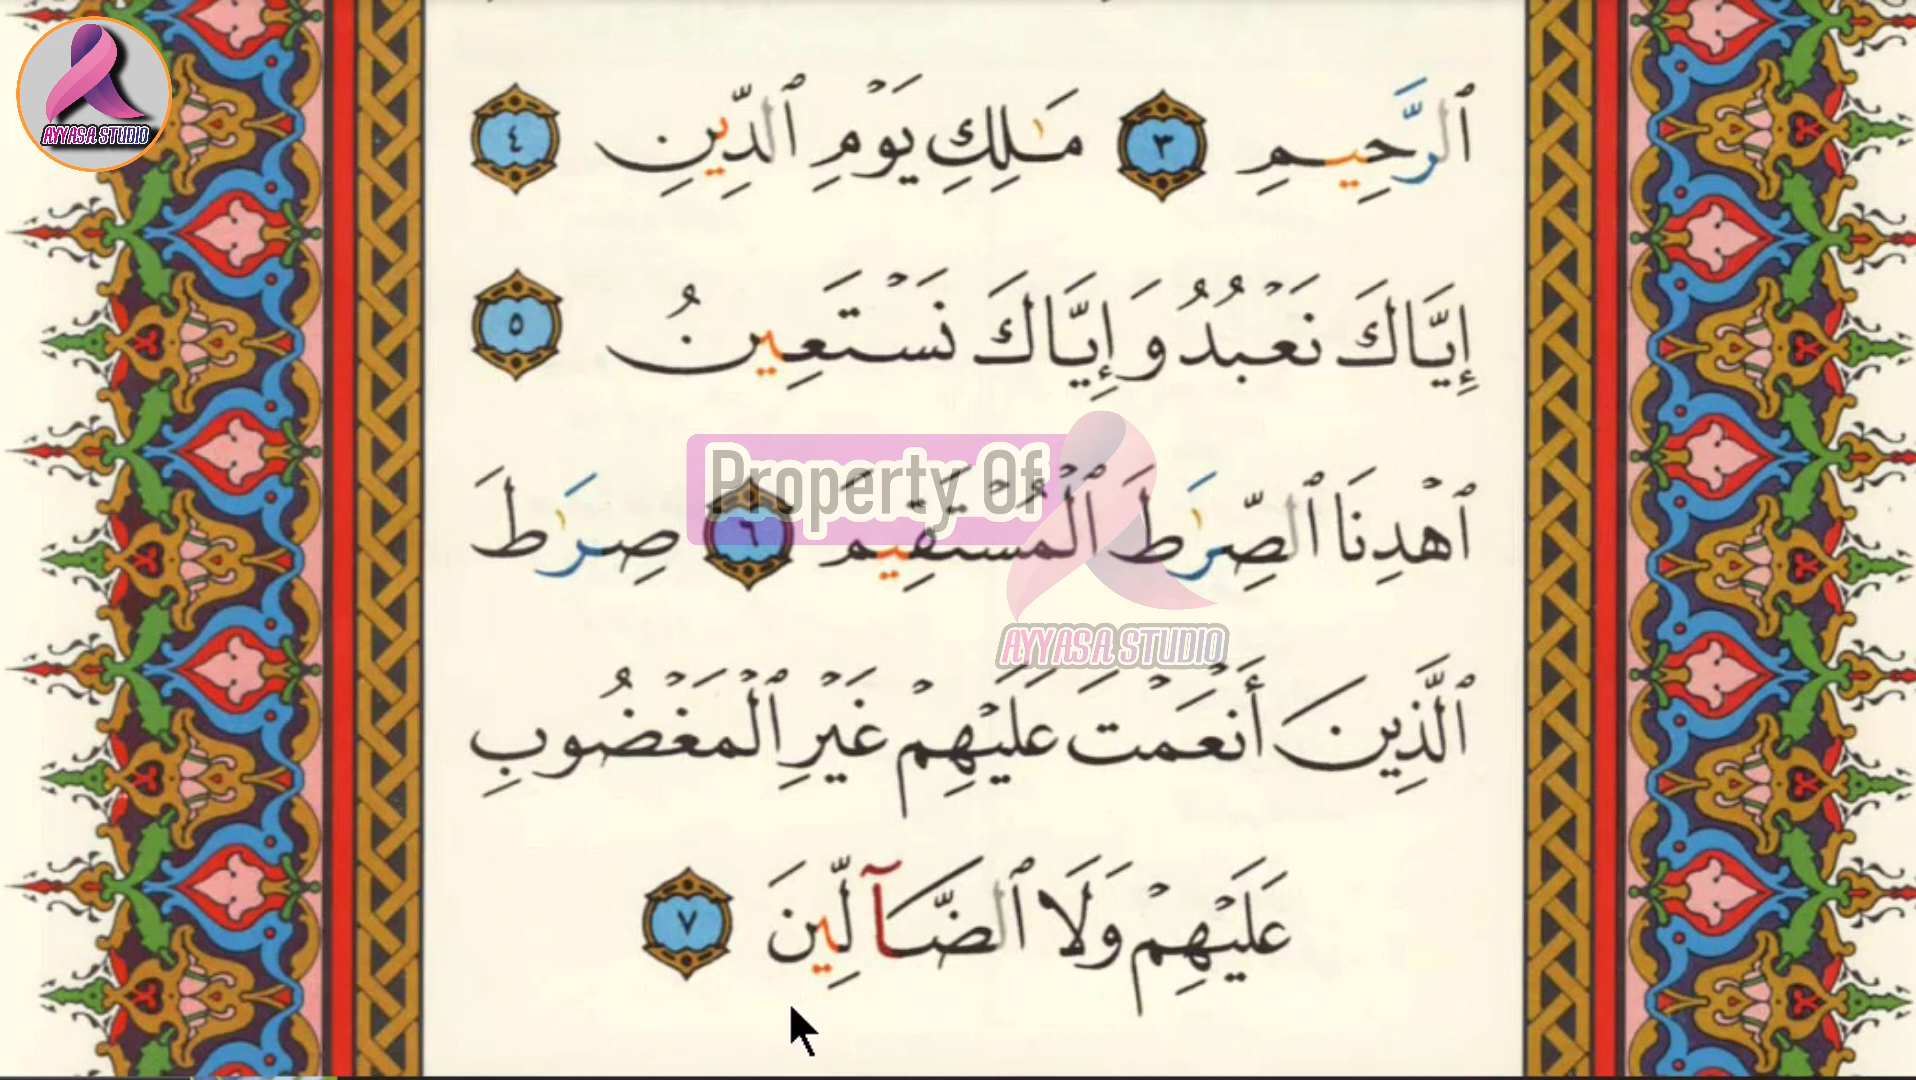 AYYASA STUDIO
ٱلرَّحِيمِ ٣ مَـٰلِكِ يَوْمِ ٱلدِّينِ ٤
إِيَّاكَ نَعْبُدُ وَإِيَّاكَ نَسْتَعِينُ ٥
Property Of
ٱهْدِنَا ٱلصِّرَٰطَ ٱلْمُسْتَقِيمَ ٦ صِرَٰطَ
AYYASA STUDIO
ٱلَّذِينَ أَنْعَمْتَ عَلَيْهِمْ غَيْرِ ٱلْمَغْضُوبِ
عَلَيْهِمْ وَلَا ٱلضَّآلِّينَ ٧